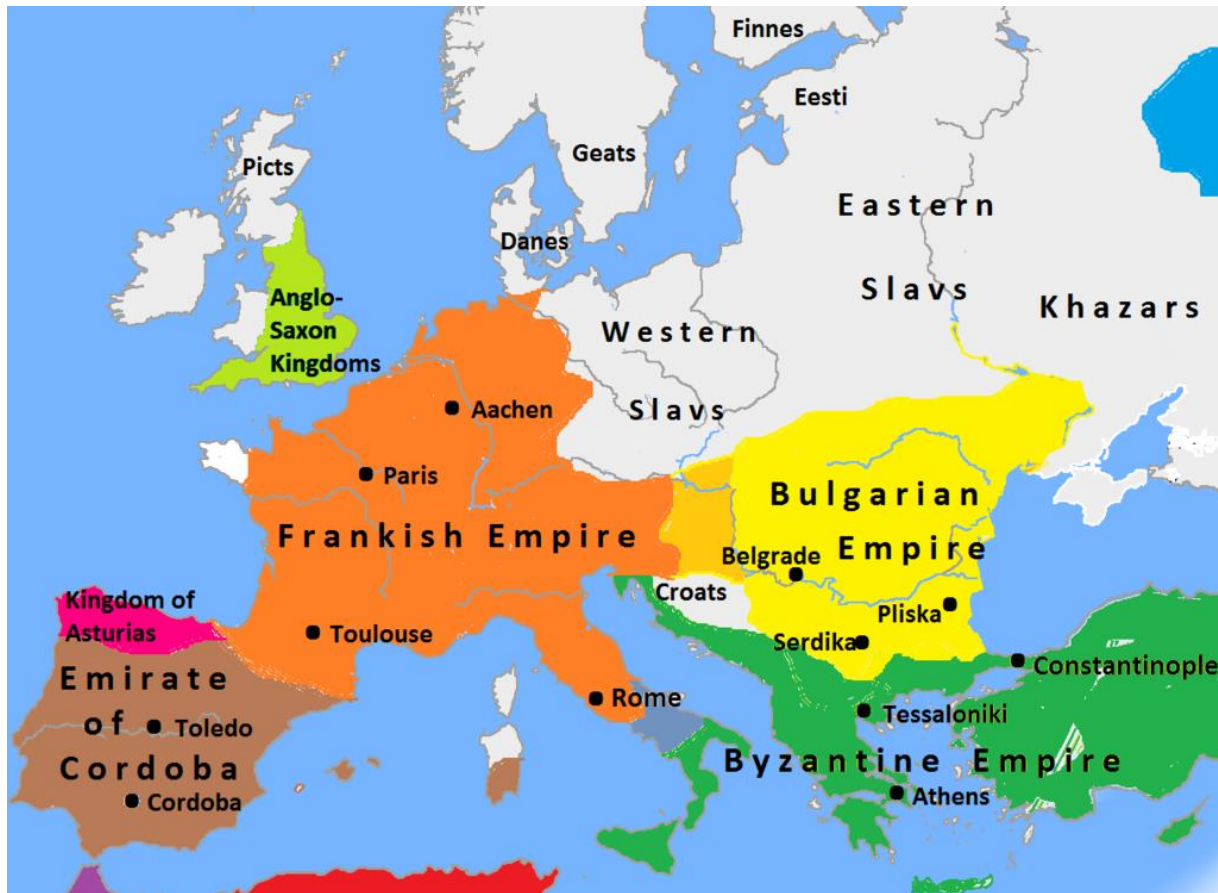 Finnes
Eesti
Geats
Picts
Eastern
Slavs
Danes
Khazars
Anglo-
Saxon
Kingdoms
Western
Slavs
Aachen
Paris
Bulgarian
Empire
Frankish Empire
Belgrade
Croats
Kingdom of
Asturias
Pliska
Toulouse
Serdika
Constantinople
Emirate
of
Cordoba
Rome
Tessaloniki
Toledo
Byzantine Empire
Athens
Cordoba